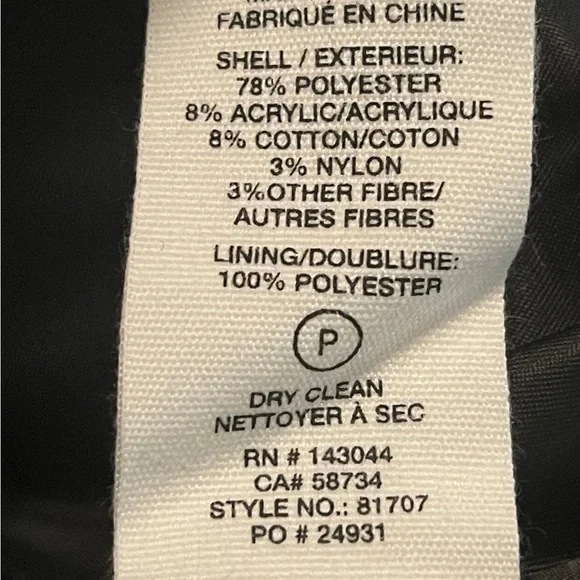 FABRIQUÉ EN CHINE
SHELL / EXTERIEUR:
78% POLYESTER
8% ACRYLIC/ACRYLIQUE
8% COTTON/COTON
3% NYLON
3%OTHER FIBRE/
AUTRES FIBRES
LINING/DOUBLURE:
100% POLYESTER
P
DRY CLEAN
NETTOYER À SEC
RN # 143044
CA# 58734
STYLE NO.: 81707
PO # 24931